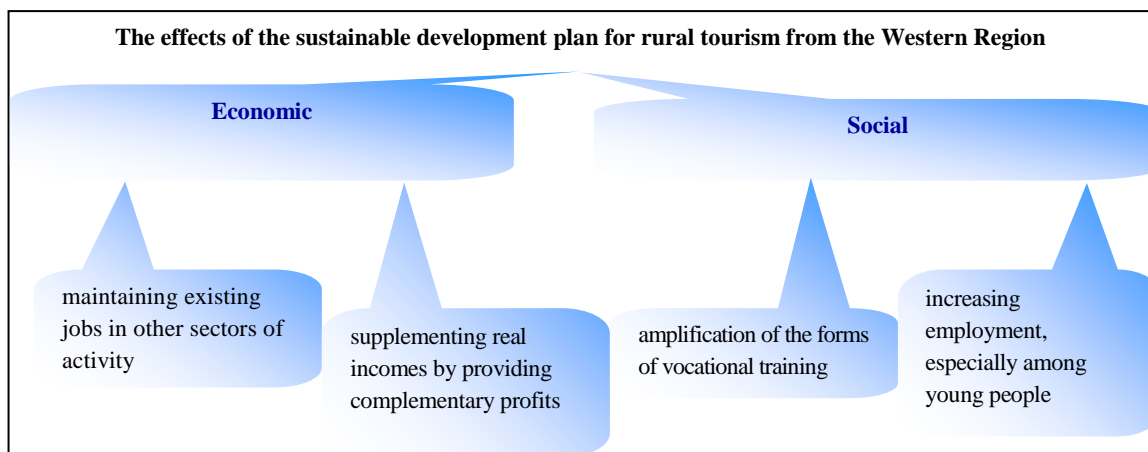 The effects of the sustainable development plan for rural tourism from the Western Region
Economic
Social
maintaining existing
jobs in other sectors of
activity
supplementing real
incomes by providing
complementary profits
amplification of the forms
of vocational training
increasing
employment,
especially among
young people